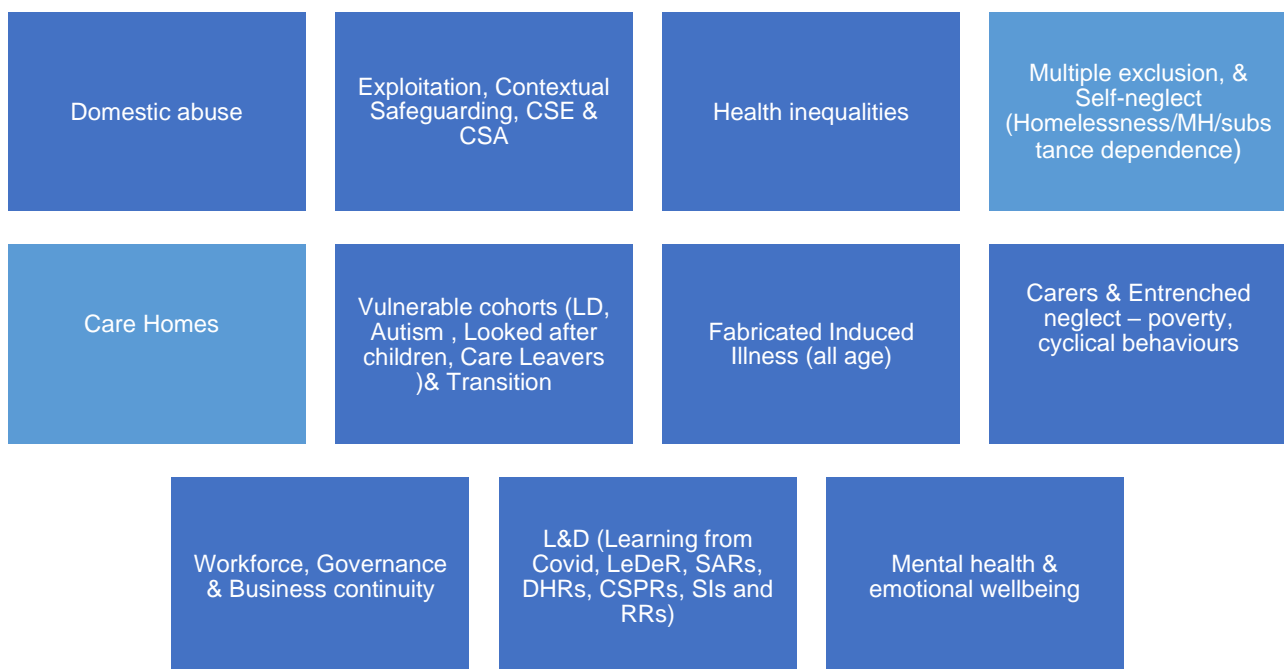 Domestic abuse
Exploitation, Contextual
Safeguarding, CSE &
CSA
Health inequalities
Multiple exclusion, &
Self-neglect
(Homelessness/MH/subs
tance dependence)
Care Homes
Vulnerable cohorts (LD,
Autism , Looked after
children, Care Leavers
)& Transition
Fabricated Induced
Illness (all age)
Carers & Entrenched
neglect – poverty,
cyclical behaviours
Workforce, Governance
& Business continuity
L&D (Learning from
Covid, LeDeR, SARs,
DHRs, CSPRs, SIs and
RRs)
Mental health &
emotional wellbeing